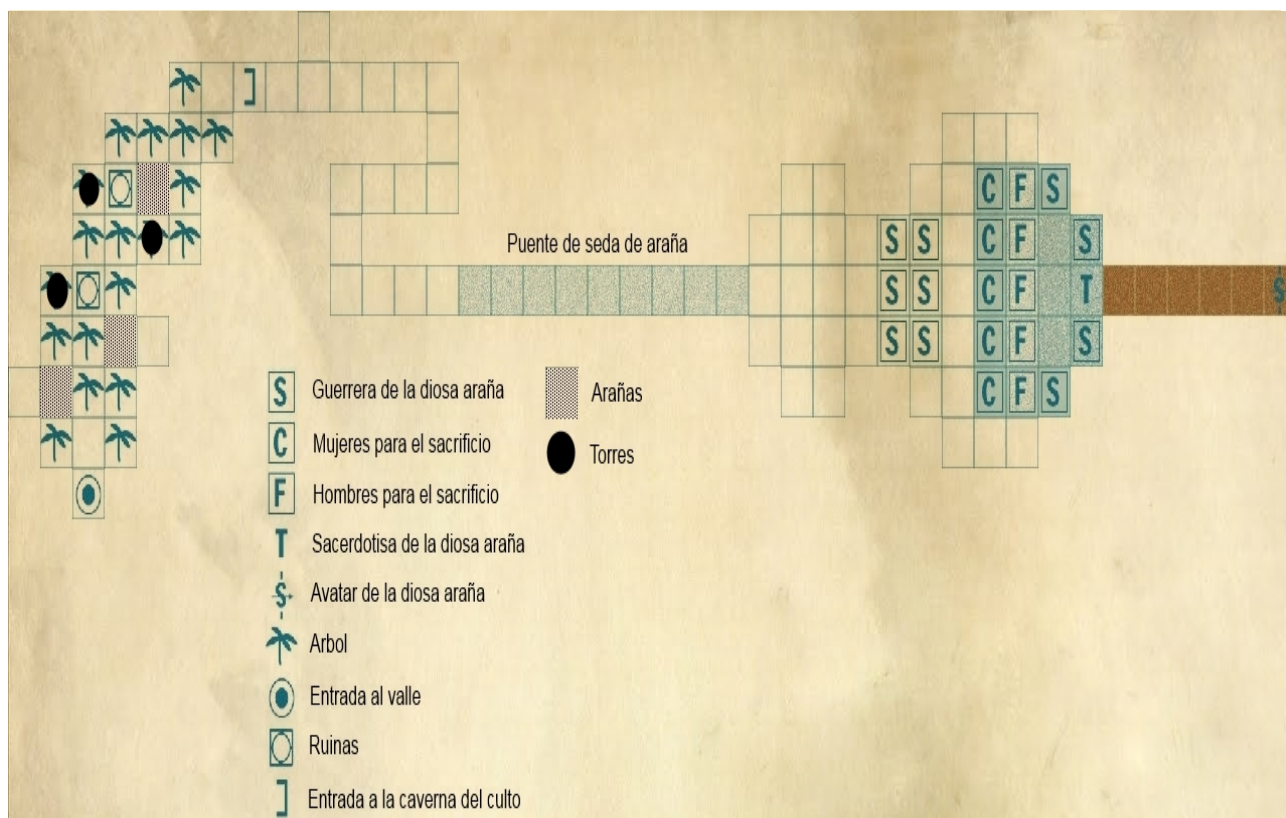 C F S
Puente de seda de araña
S S C F S
S S C F T S
S S C F S
C F S
S Guerrera de la diosa araña
Arañas
C Mujeres para el sacrificio
Torres
F Hombres para el sacrificio
T Sacerdotisa de la diosa araña
S Avatar de la diosa araña
Arbol
Entrada al valle
Ruinas
] Entrada a la caverna del culto